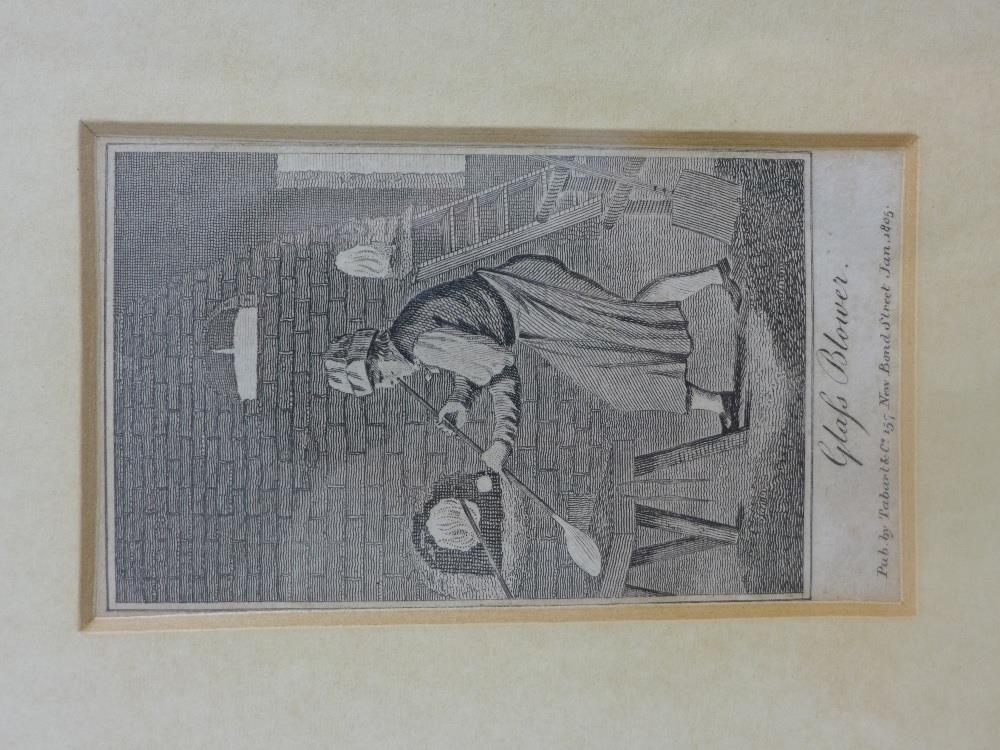 Glaſs Blower.
Pub. by Tabart & Cº 157 New Bond Street Jan. 1805.